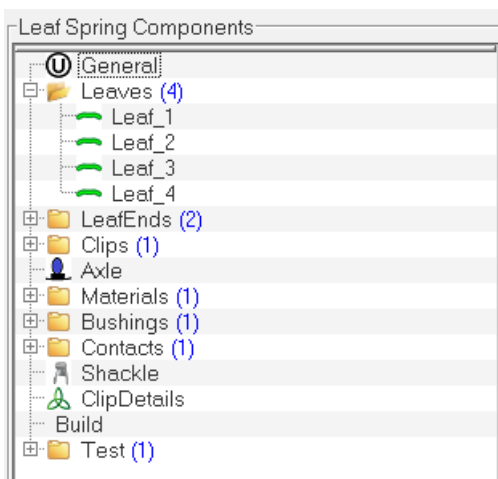 Leaf Spring Components
U General
Leaves (4)
Leaf_1
Leaf_2
Leaf_3
Leaf_4
LeafEnds (2)
Clips (1)
Axle
Materials (1)
Bushings (1)
Contacts (1)
Shackle
ClipDetails
Build
Test (1)